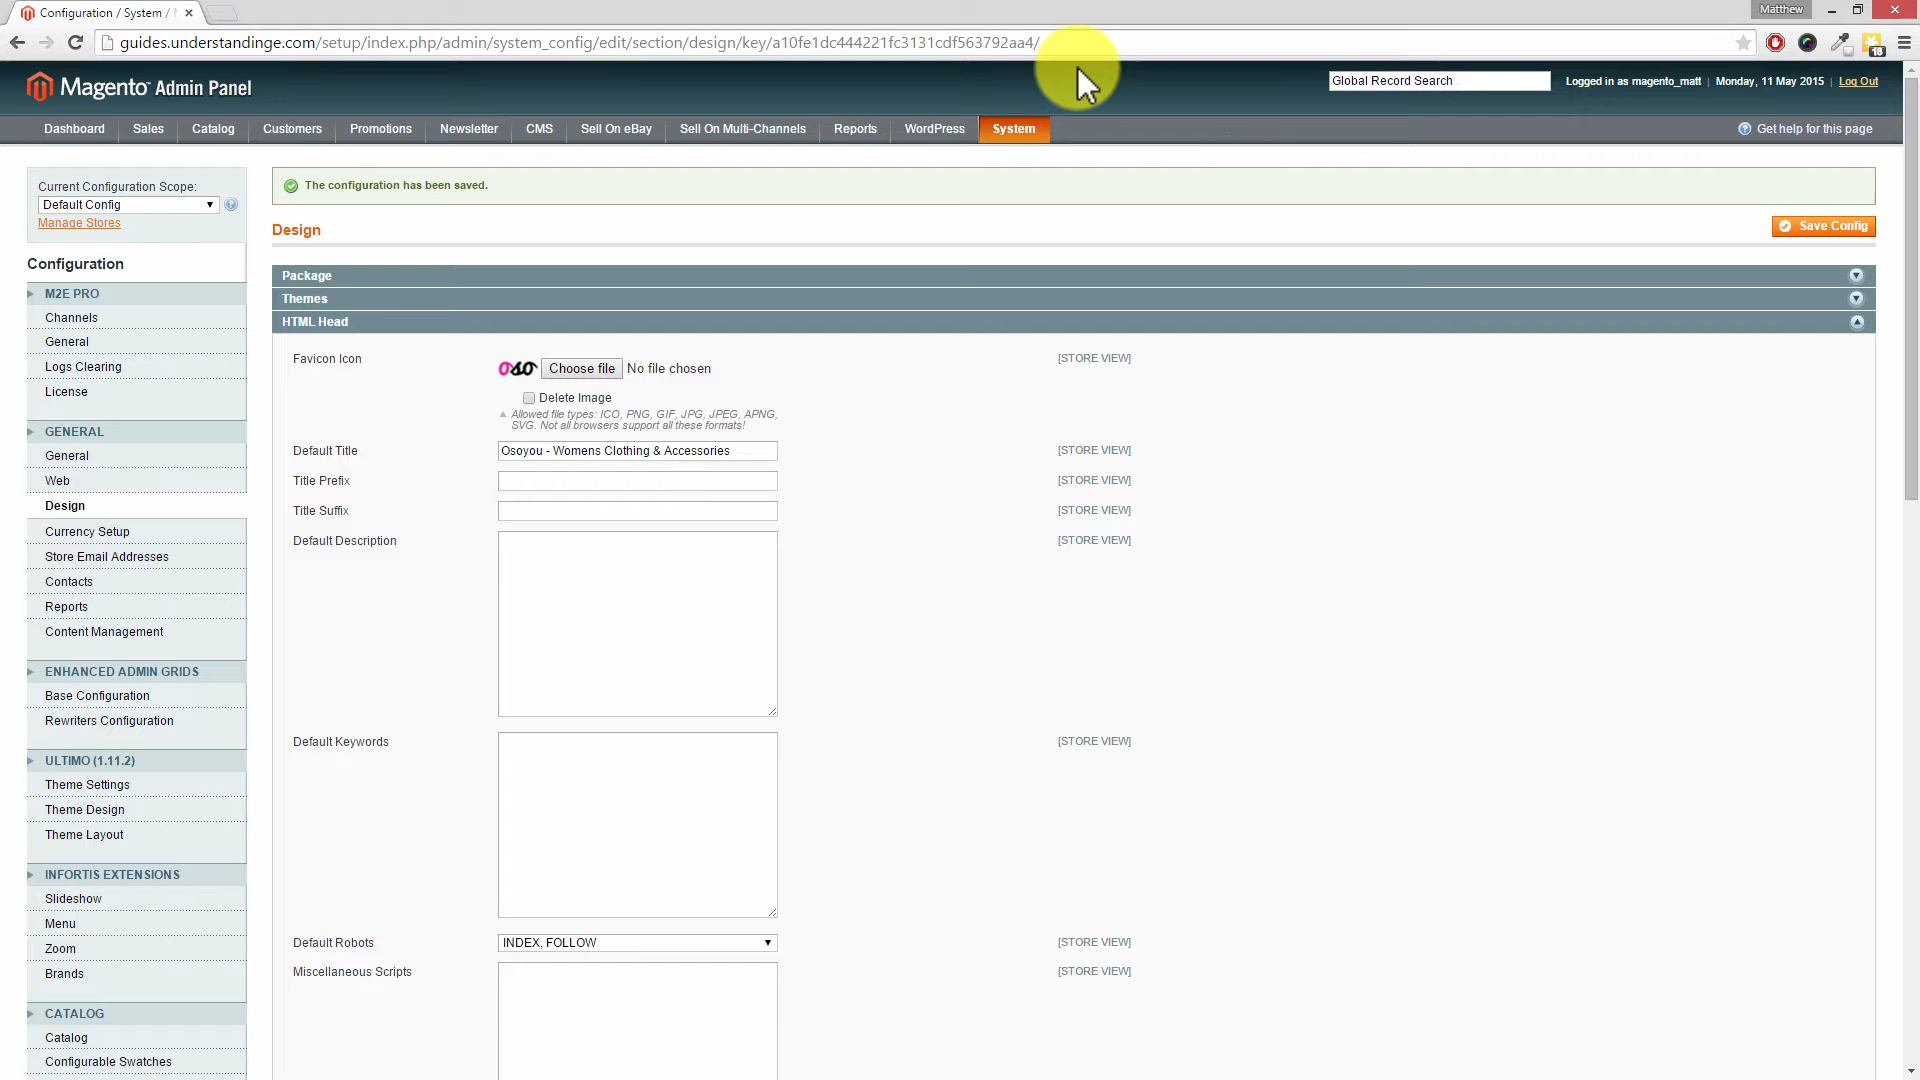 Configuration / System /
Matthew
guides.understandinge.com/setup/index.php/admin/system_config/edit/section/design/key/a10fe1dc444221fc3131cdf563792aa4/
18
Magento Admin Panel
Global Record Search
Logged in as magento_matt | Monday, 11 May 2015 | Log Out
Dashboard Sales Catalog Customers Promotions Newsletter CMS Sell On eBay Sell On Multi-Channels Reports WordPress System
Get help for this page
Current Configuration Scope:
Default Config
Manage Stores
Configuration
M2E PRO
Channels
General
Logs Clearing
License
GENERAL
General
Web
Design
Currency Setup
Store Email Addresses
Contacts
Reports
Content Management
ENHANCED ADMIN GRIDS
Base Configuration
Rewriters Configuration
ULTIMO (1.11.2)
Theme Settings
Theme Design
Theme Layout
INFORTIS EXTENSIONS
Slideshow
Menu
Zoom
Brands
CATALOG
Catalog
Configurable Swatches
The configuration has been saved.
Design
Save Config
Package
Themes
HTML Head
Favicon Icon oso Choose file No file chosen [STORE VIEW]
Delete Image
Allowed file types: ICO, PNG, GIF, JPG, JPEG, APNG,
SVG. Not all browsers support all these formats!
Default Title Osoyou - Womens Clothing & Accessories [STORE VIEW]
Title Prefix [STORE VIEW]
Title Suffix [STORE VIEW]
Default Description [STORE VIEW]
Default Keywords [STORE VIEW]
Default Robots INDEX, FOLLOW [STORE VIEW]
Miscellaneous Scripts [STORE VIEW]